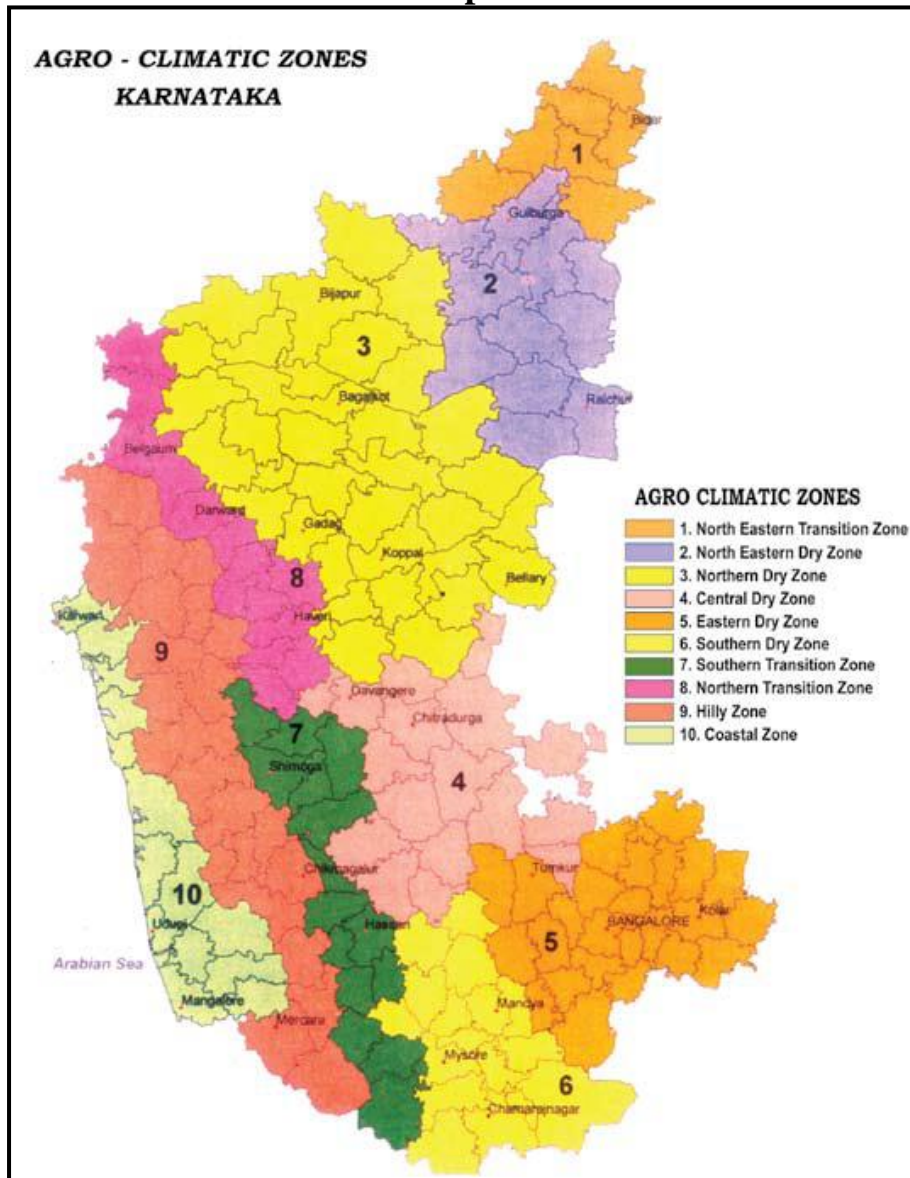 AGRO - CLIMATIC ZONES
KARNATAKA
Bidar
1
Gulburga
2
Bijapur
3
Bagalkot
Raichur
Belgaum
Darward
Gadag
Koppal
Bellary
8
Haveri
Karwar
9
Davangere
Chitradurga
7
Shimoga
4
Chikmagalur
Tumkur
10
Hassan
BANGALORE
Kolar
Udupi
5
Arabian Sea
Mangalore
Mandya
Mercara
Mysore
6
Chamarajnagar
AGRO CLIMATIC ZONES
1. North Eastern Transition Zone
2. North Eastern Dry Zone
3. Northern Dry Zone
4. Central Dry Zone
5. Eastern Dry Zone
6. Southern Dry Zone
7. Southern Transition Zone
8. Northern Transition Zone
9. Hilly Zone
10. Coastal Zone